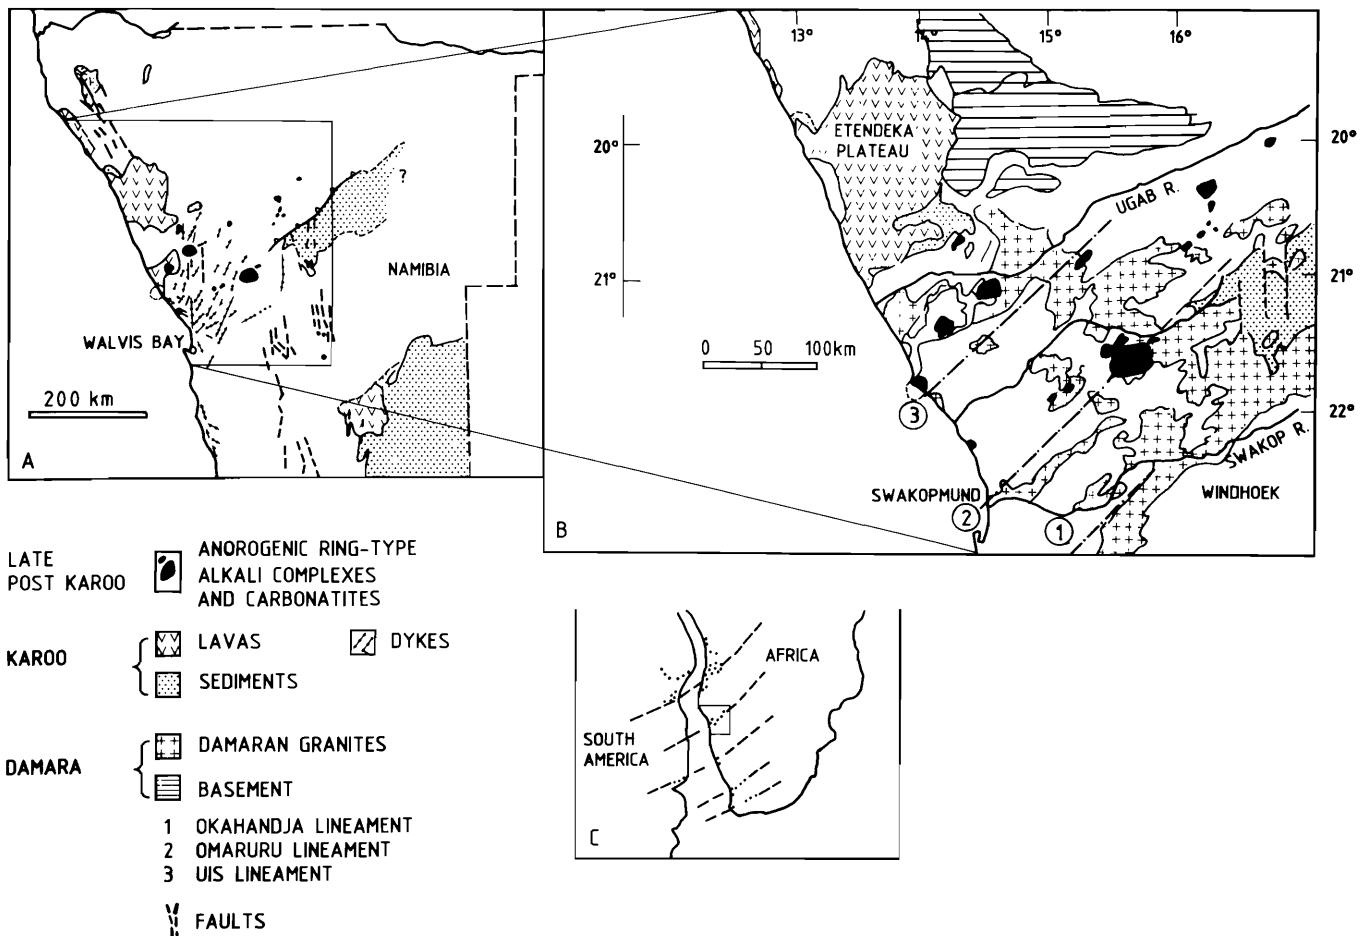 NAMIBIA
WALVIS BAY
200 km
A
13°
15°
16°
ETENDEKA
PLATEAU
20°
20°
UGAB R.
21°
21°
0 50 100km
22°
3
SWAKOP R.
SWAKOPMUND
WINDHOEK
2
1
B
?
LATE
POST KAROO
ANOROGENIC RING-TYPE
ALKALI COMPLEXES
AND CARBONATITES
KAROO
LAVAS
DYKES
SEDIMENTS
DAMARA
DAMARAN GRANITES
BASEMENT
1 OKAHANDJA LINEAMENT
2 OMARURU LINEAMENT
3 UIS LINEAMENT
FAULTS
AFRICA
SOUTH
AMERICA
C